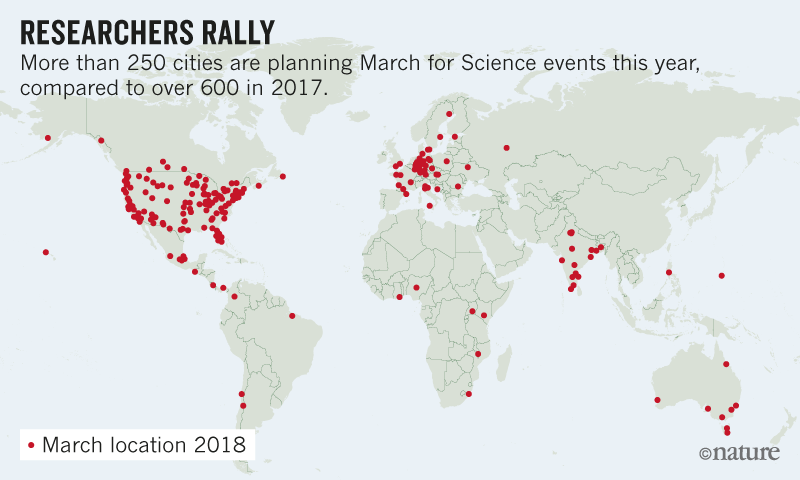 RESEARCHERS RALLY
More than 250 cities are planning March for Science events this year,
compared to over 600 in 2017.
March location 2018
©nature